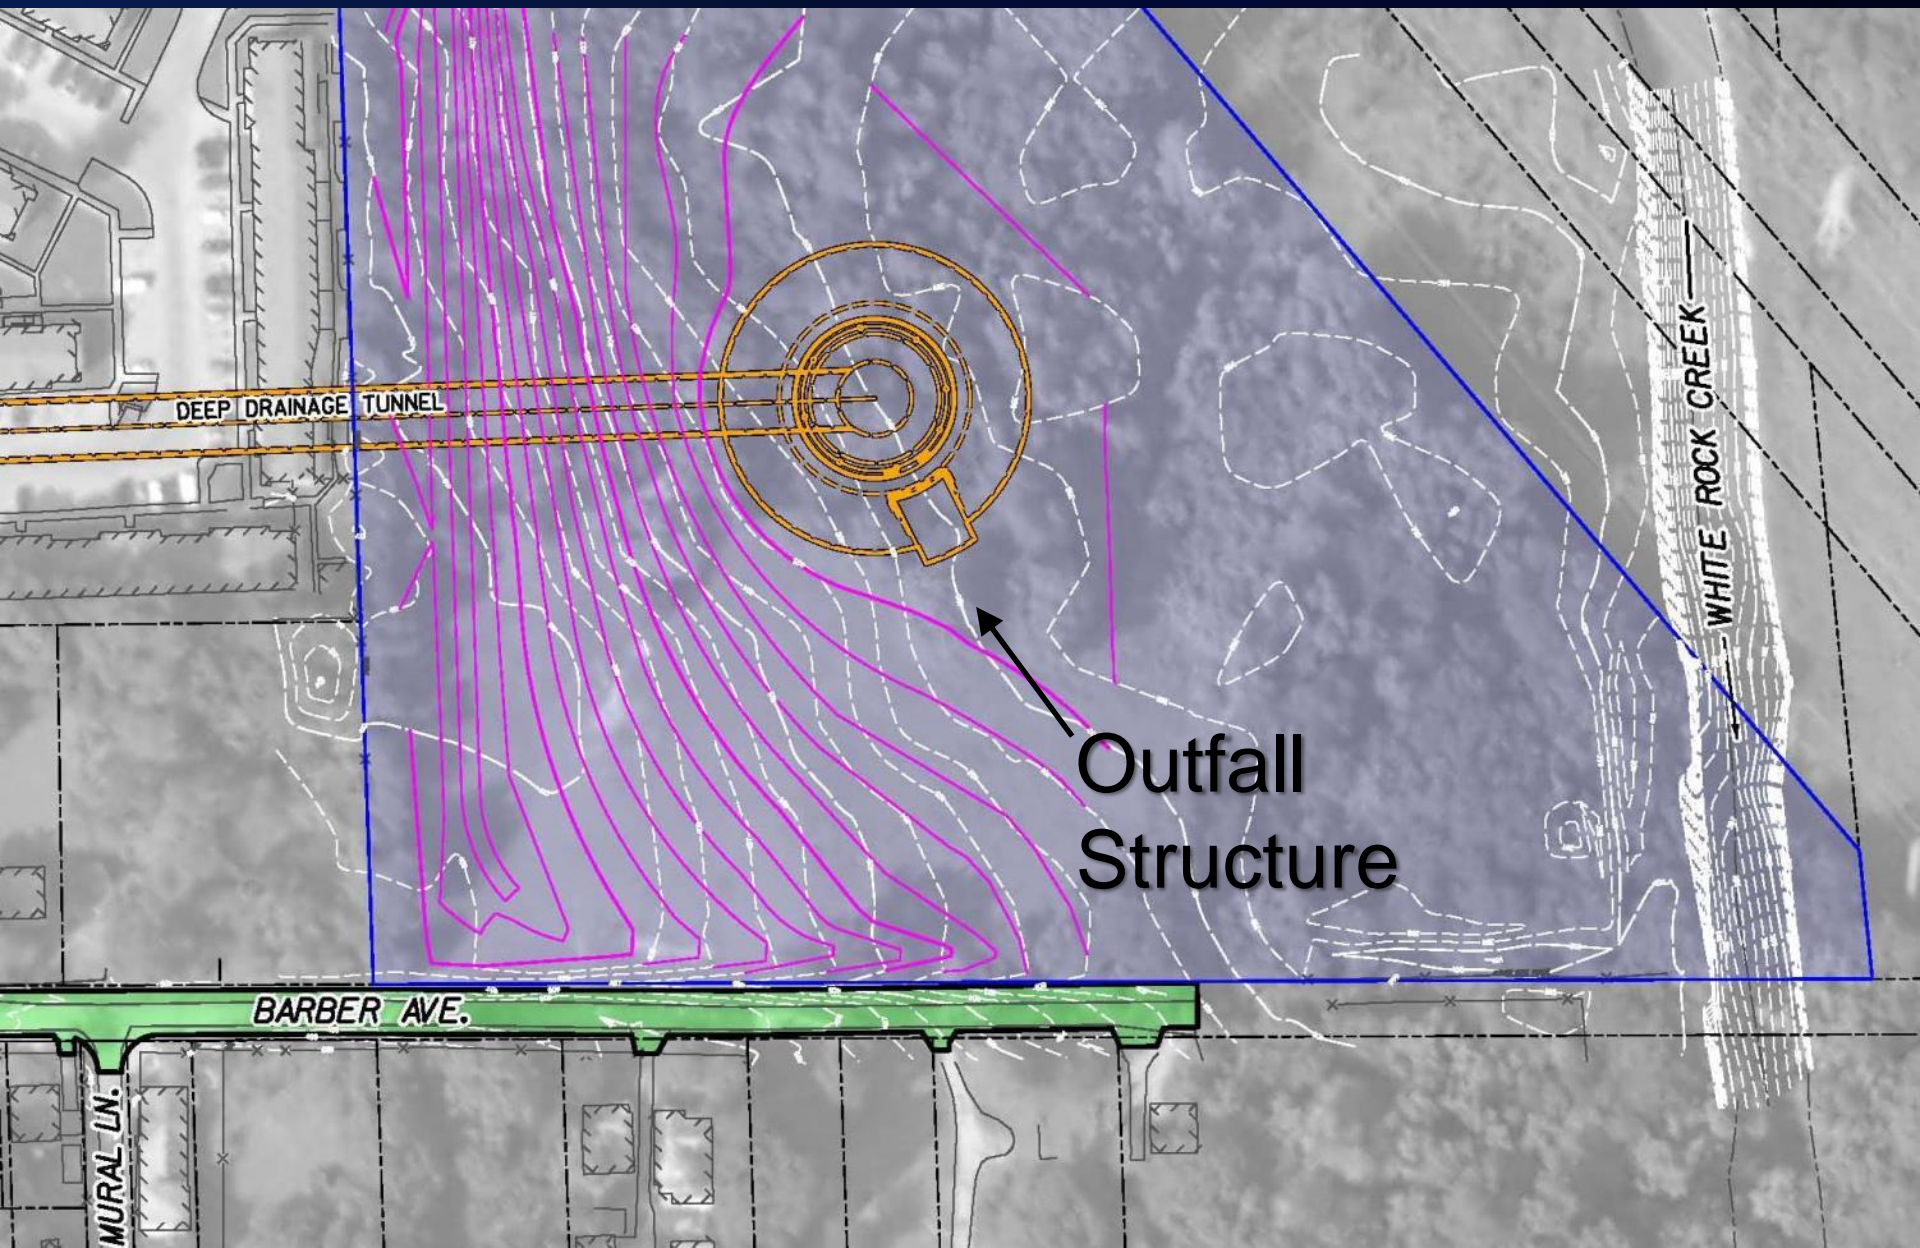 DEEP DRAINAGE TUNNEL
WHITE ROCK CREEK
Outfall
Structure
BARBER AVE.
MURAL LN.